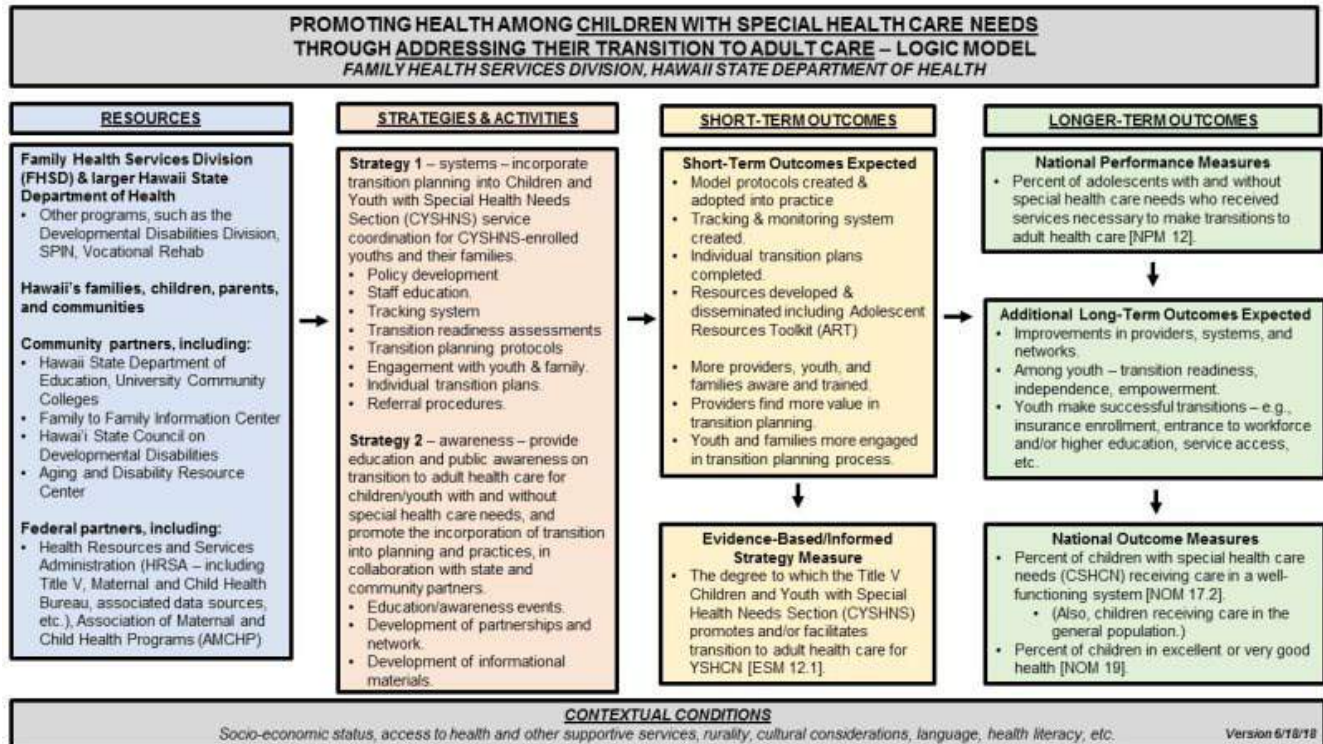 PROMOTING HEALTH AMONG CHILDREN WITH SPECIAL HEALTH CARE NEEDS
THROUGH ADDRESSING THEIR TRANSITION TO ADULT CARE – LOGIC MODEL
FAMILY HEALTH SERVICES DIVISION, HAWAII STATE DEPARTMENT OF HEALTH
RESOURCES
Family Health Services Division
(FHSD) & larger Hawaii State
Department of Health
• Other programs, such as the
Developmental Disabilities Division,
SPIN, Vocational Rehab
Hawaii's families, children, parents,
and communities
Community partners, including:
• Hawaii State Department of
Education, University Community
Colleges
• Family to Family Information Center
• Hawai'i State Council on
Developmental Disabilities
• Aging and Disability Resource
Center
Federal partners, including:
• Health Resources and Services
Administration (HRSA – including
Title V, Maternal and Child Health
Bureau, associated data sources,
etc.), Association of Maternal and
Child Health Programs (AMCHP)
STRATEGIES & ACTIVITIES
Strategy 1 – systems – incorporate
transition planning into Children and
Youth with Special Health Needs
Section (CYSHNS) service
coordination for CYSHNS-enrolled
youths and their families.
• Policy development
• Staff education.
• Tracking system
• Transition readiness assessments
• Transition planning protocols
• Engagement with youth & family.
• Individual transition plans.
• Referral procedures.
Strategy 2 – awareness – provide
education and public awareness on
transition to adult health care for
children/youth with and without
special health care needs, and
promote the incorporation of transition
into planning and practices, in
collaboration with state and
community partners.
• Education/awareness events.
• Development of partnerships and
network.
• Development of informational
materials.
SHORT-TERM OUTCOMES
Short-Term Outcomes Expected
• Model protocols created &
adopted into practice
• Tracking & monitoring system
created.
• Individual transition plans
completed.
• Resources developed &
disseminated including Adolescent
Resources Toolkit (ART)
• More providers, youth, and
families aware and trained.
• Providers find more value in
transition planning.
• Youth and families more engaged
in transition planning process.
Evidence-Based/Informed
Strategy Measure
• The degree to which the Title V
Children and Youth with Special
Health Needs Section (CYSHNS)
promotes and/or facilitates
transition to adult health care for
YSHCN [ESM 12.1].
LONGER-TERM OUTCOMES
National Performance Measures
• Percent of adolescents with and without
special health care needs who received
services necessary to make transitions to
adult health care [NPM 12].
Additional Long-Term Outcomes Expected
• Improvements in providers, systems, and
networks.
• Among youth – transition readiness,
independence, empowerment.
• Youth make successful transitions – e.g.,
insurance enrollment, entrance to workforce
and/or higher education, service access,
etc.
National Outcome Measures
• Percent of children with special health care
needs (CSHCN) receiving care in a well-
functioning system [NOM 17.2].
• (Also, children receiving care in the
general population.)
• Percent of children in excellent or very good
health [NOM 19].
CONTEXTUAL CONDITIONS
Socio-economic status, access to health and other supportive services, rurality, cultural considerations, language, health literacy, etc.
Version 6/18/18